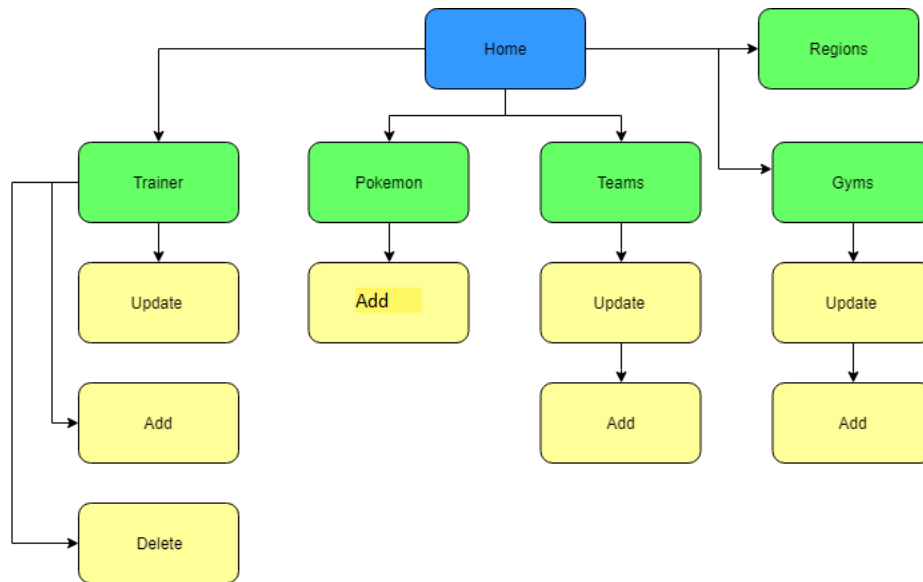 Home
Regions
Trainer
Pokemon
Teams
Gyms
Update
Add
Update
Update
Add
Add
Add
Delete